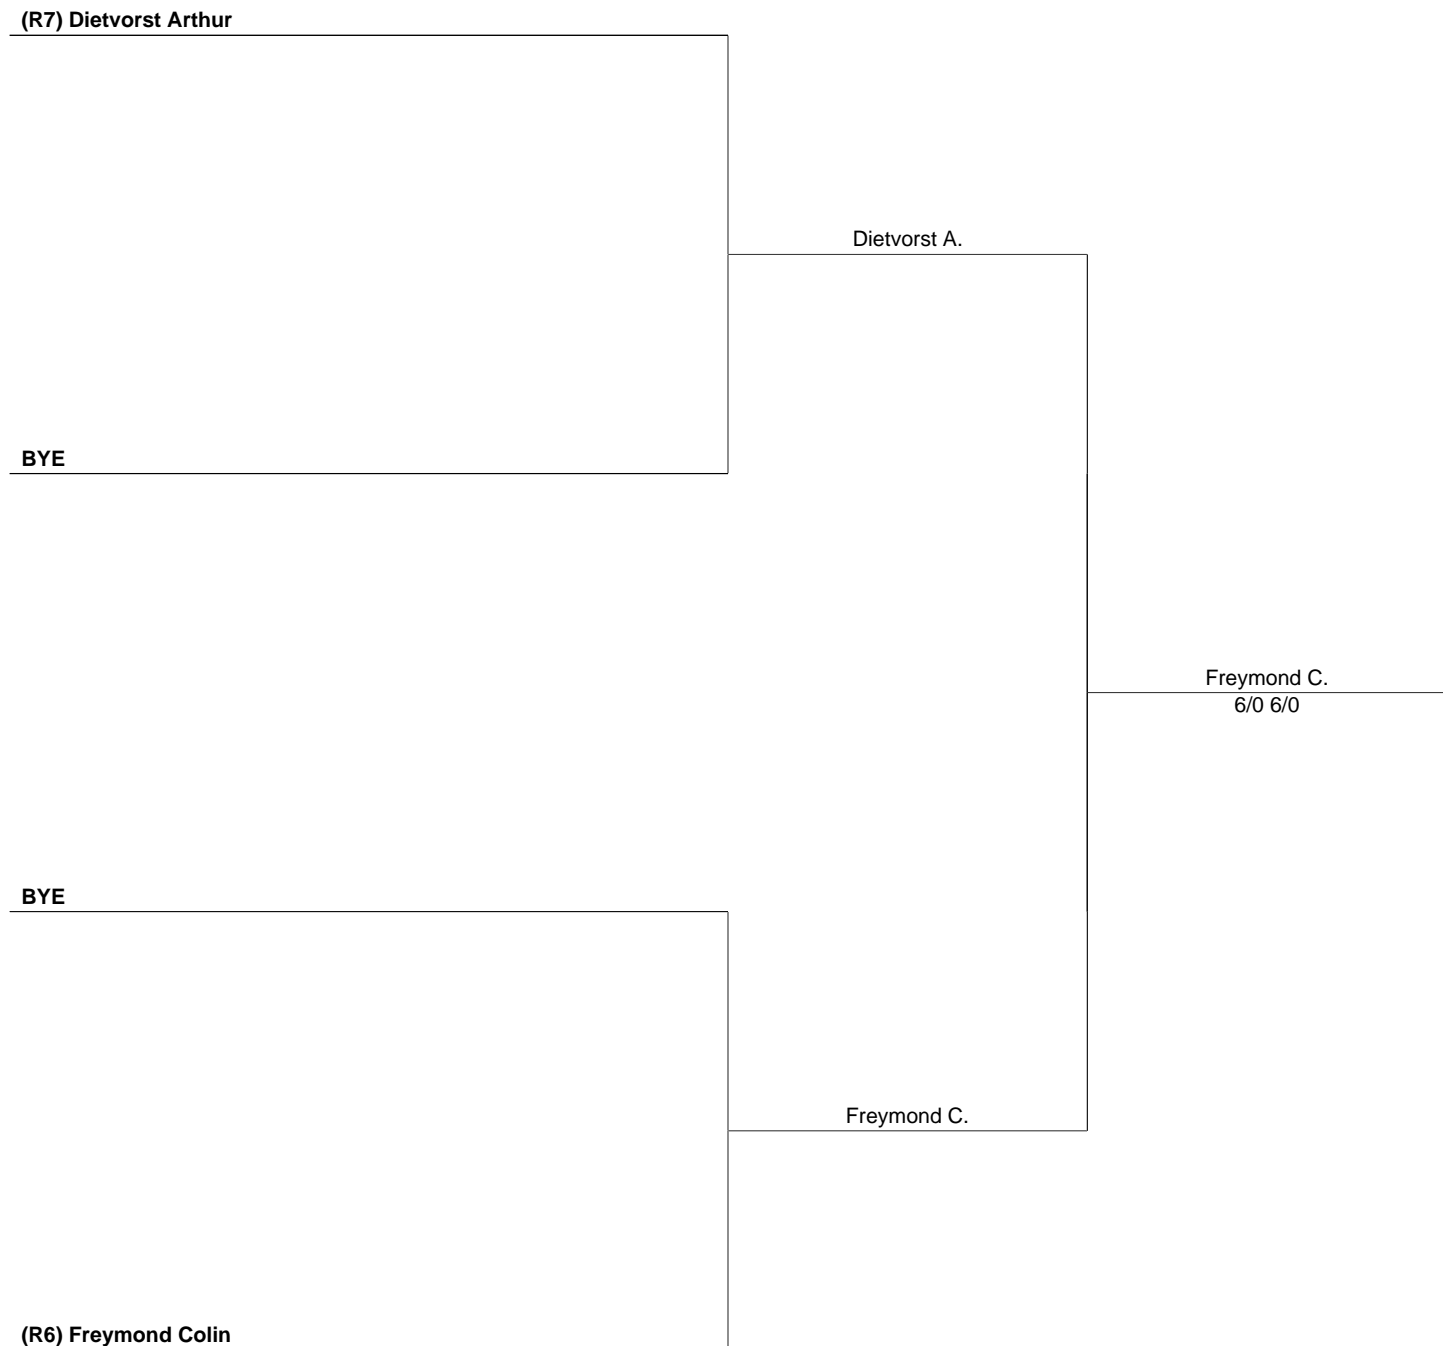 (R7) Dietvorst Arthur
Dietvorst A.
BYE
Freymond C.
6/0 6/0
BYE
Freymond C.
(R6) Freymond Colin